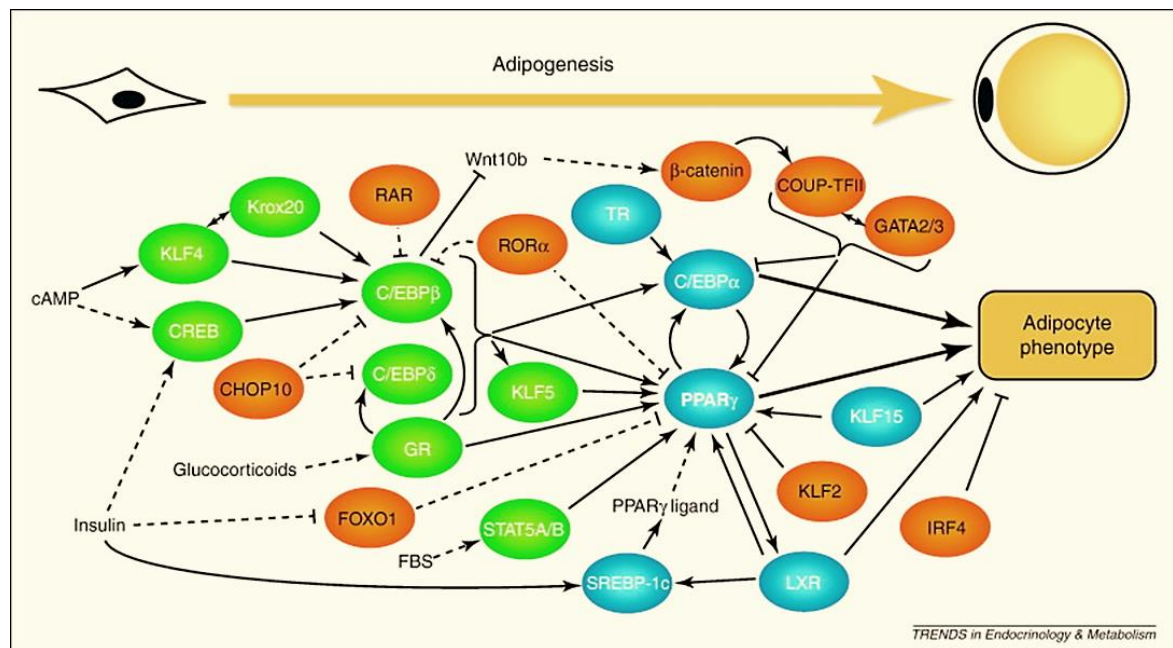 Adipogenesis
Wnt10b
β-catenin
COUP-TFII
GATA2/3
RAR
Krox20
TR
KLF4
RORα
C/EBPβ
C/EBPα
cAMP
CREB
Adipocyte
phenotype
CHOP10
C/EBPδ
KLF5
PPARγ
KLF15
GR
Glucocorticoids
KLF2
PPARγ ligand
Insulin
FOXO1
STAT5A/B
IRF4
FBS
SREBP-1c
LXR
TRENDS in Endocrinology & Metabolism